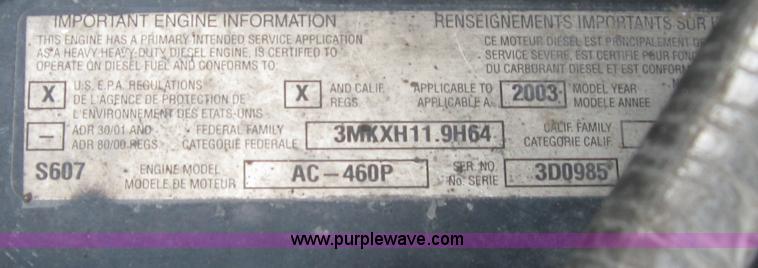 IMPORTANT ENGINE INFORMATION
THIS ENGINE HAS A PRIMARY INTENDED SERVICE APPLICATION
AS A HEAVY HEAVY-DUTY DIESEL ENGINE, IS CERTIFIED TO
OPERATE ON DIESEL FUEL AND CONFORMS TO:
RENSEIGNEMENTS IMPORTANTS SUR
CE MOTEUR DIESEL EST PRINCIPALEMENT
SERVICE SEVERE, EST CERTIFIE POUR
DU CARBURANT DIESEL ET EST
X U.S. E.P.A. REGULATIONS
DE L'AGENCE DE PROTECTION DE
L'ENVIRONNEMENT DES ETATS-UNIS
X AND CALIF.
REGS.
APPLICABLE TO
APPLICABLE A
2003 MODEL YEAR
MODELE ANNEE
– ADR 30/01 AND
ADR 80/00 REGS
FEDERAL FAMILY
CATEGORIE FEDERALE
3MKXH11.9H64
CALIF. FAMILY
CATEGORIE CALIF.
S607
ENGINE MODEL
MODELE DE MOTEUR
AC-460P
SER. NO.
No. SERIE
3D0985
www.purplewave.com